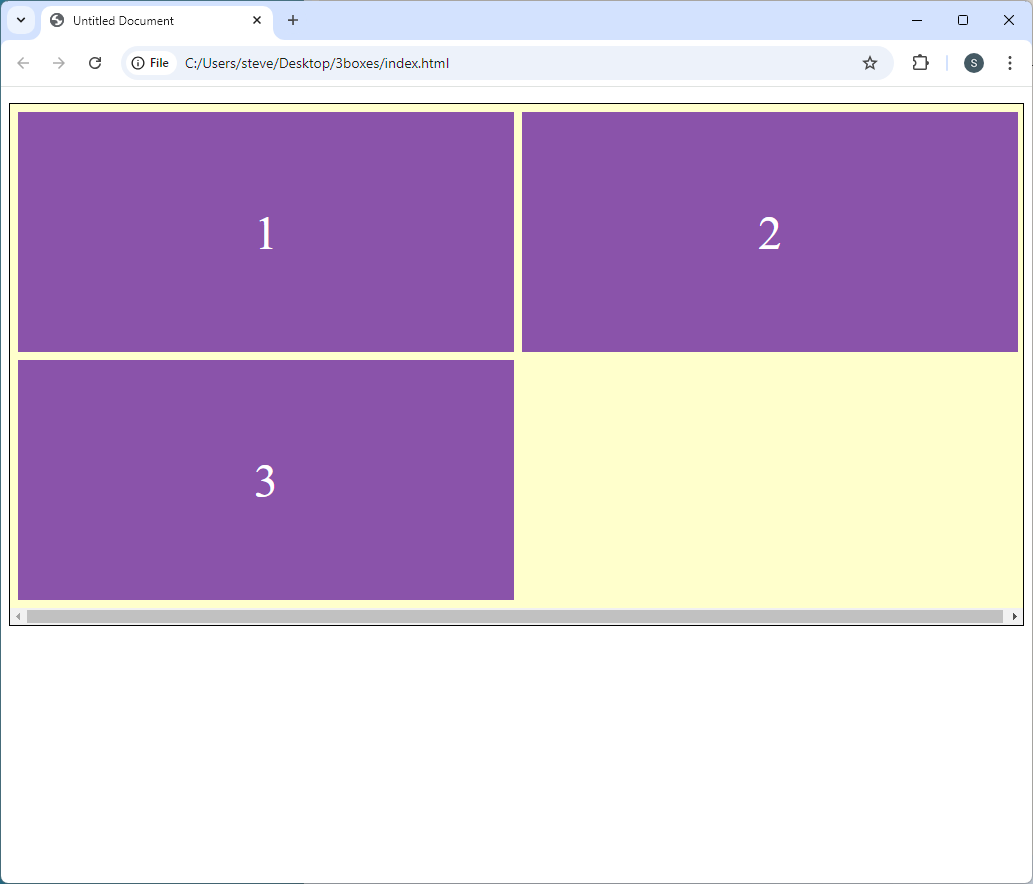 Untitled Document
File C:/Users/steve/Desktop/3boxes/index.html S
1 2
3